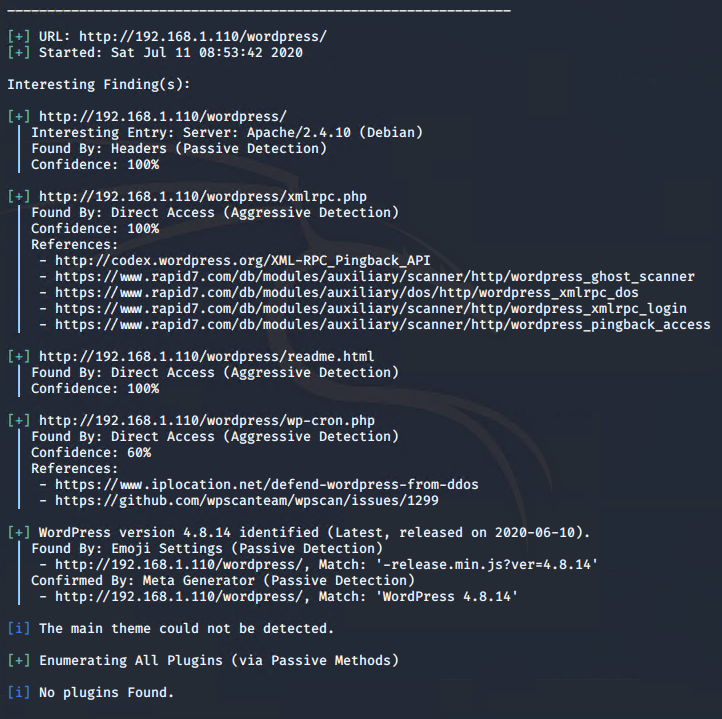 [+] URL: http://192.168.1.110/wordpress/
[+] Started: Sat Jul 11 08:53:42 2020
Interesting Finding(s):
[+] http://192.168.1.110/wordpress/
| Interesting Entry: Server: Apache/2.4.10 (Debian)
| Found By: Headers (Passive Detection)
| Confidence: 100%
[+] http://192.168.1.110/wordpress/xmlrpc.php
| Found By: Direct Access (Aggressive Detection)
| Confidence: 100%
| References:
|  - http://codex.wordpress.org/XML-RPC_Pingback_API
|  - https://www.rapid7.com/db/modules/auxiliary/scanner/http/wordpress_ghost_scanner
|  - https://www.rapid7.com/db/modules/auxiliary/dos/http/wordpress_xmlrpc_dos
|  - https://www.rapid7.com/db/modules/auxiliary/scanner/http/wordpress_xmlrpc_login
|  - https://www.rapid7.com/db/modules/auxiliary/scanner/http/wordpress_pingback_access
[+] http://192.168.1.110/wordpress/readme.html
| Found By: Direct Access (Aggressive Detection)
| Confidence: 100%
[+] http://192.168.1.110/wordpress/wp-cron.php
| Found By: Direct Access (Aggressive Detection)
| Confidence: 60%
| References:
|  - https://www.iplocation.net/defend-wordpress-from-ddos
|  - https://github.com/wpscanteam/wpscan/issues/1299
[+] WordPress version 4.8.14 identified (Latest, released on 2020-06-10).
| Found By: Emoji Settings (Passive Detection)
|  - http://192.168.1.110/wordpress/, Match: '-release.min.js?ver=4.8.14'
| Confirmed By: Meta Generator (Passive Detection)
|  - http://192.168.1.110/wordpress/, Match: 'WordPress 4.8.14'
[i] The main theme could not be detected.
[+] Enumerating All Plugins (via Passive Methods)
[i] No plugins Found.